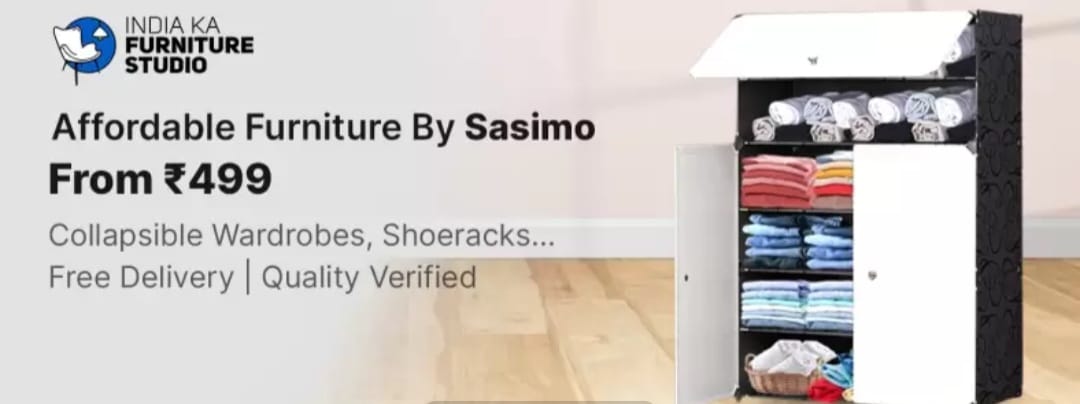 INDIA KA
FURNITURE
STUDIO
Affordable Furniture By Sasimo
From ₹499
Collapsible Wardrobes, Shoeracks...
Free Delivery | Quality Verified